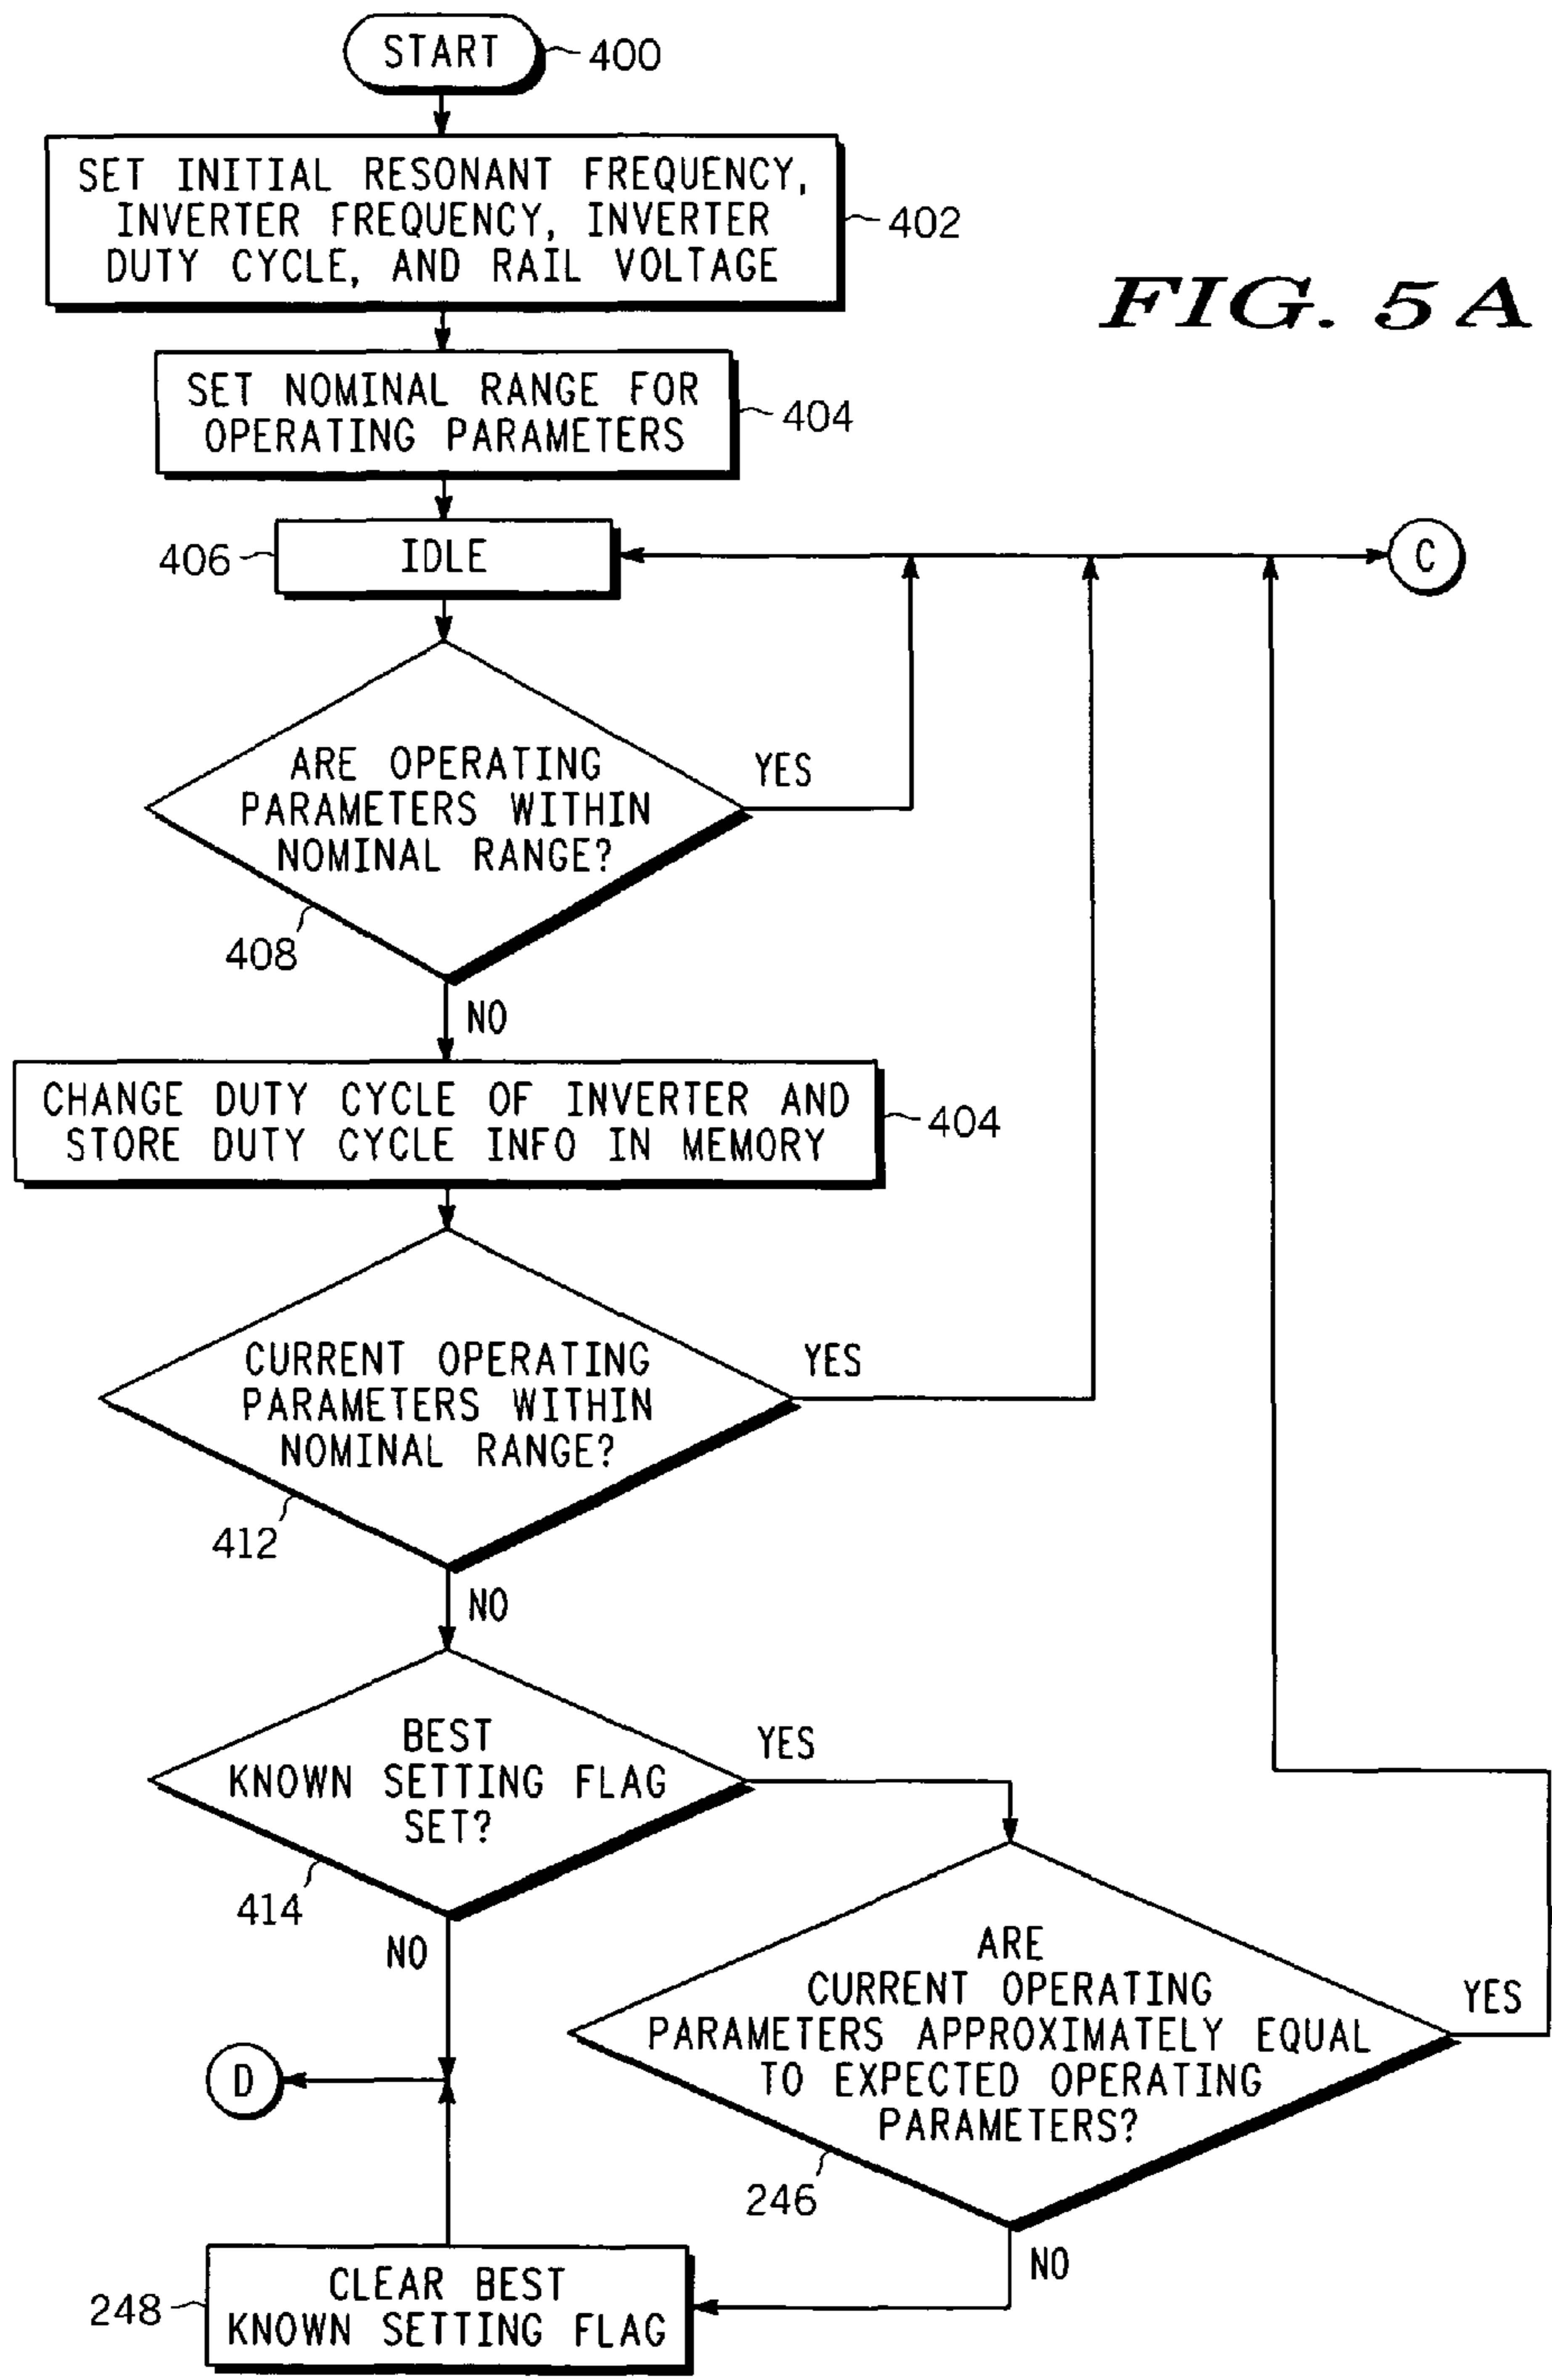 START
400
SET INITIAL RESONANT FREQUENCY,
INVERTER FREQUENCY, INVERTER
DUTY CYCLE, AND RAIL VOLTAGE
402
FIG. 5A
SET NOMINAL RANGE FOR
OPERATING PARAMETERS
404
406
IDLE
C
ARE OPERATING
PARAMETERS WITHIN
NOMINAL RANGE?
YES
408
NO
CHANGE DUTY CYCLE OF INVERTER AND
STORE DUTY CYCLE INFO IN MEMORY
404
CURRENT OPERATING
PARAMETERS WITHIN
NOMINAL RANGE?
YES
412
NO
BEST
KNOWN SETTING FLAG
SET?
YES
414
NO
ARE
CURRENT OPERATING
PARAMETERS APPROXIMATELY EQUAL
TO EXPECTED OPERATING
PARAMETERS?
YES
D
246
NO
248
CLEAR BEST
KNOWN SETTING FLAG